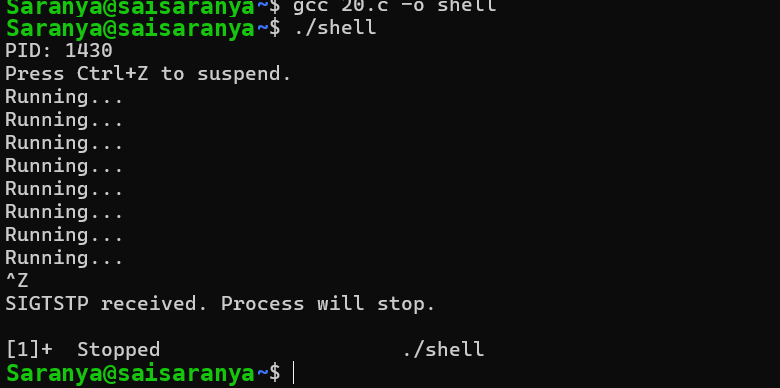 Saranya@saisaranya:~$ gcc 20.c -o shell
Saranya@saisaranya:~$ ./shell
PID: 1430
Press Ctrl+Z to suspend.
Running...
Running...
Running...
Running...
Running...
Running...
Running...
Running...
^Z
SIGTSTP received. Process will stop.
[1]+  Stopped                    ./shell
Saranya@saisaranya:~$